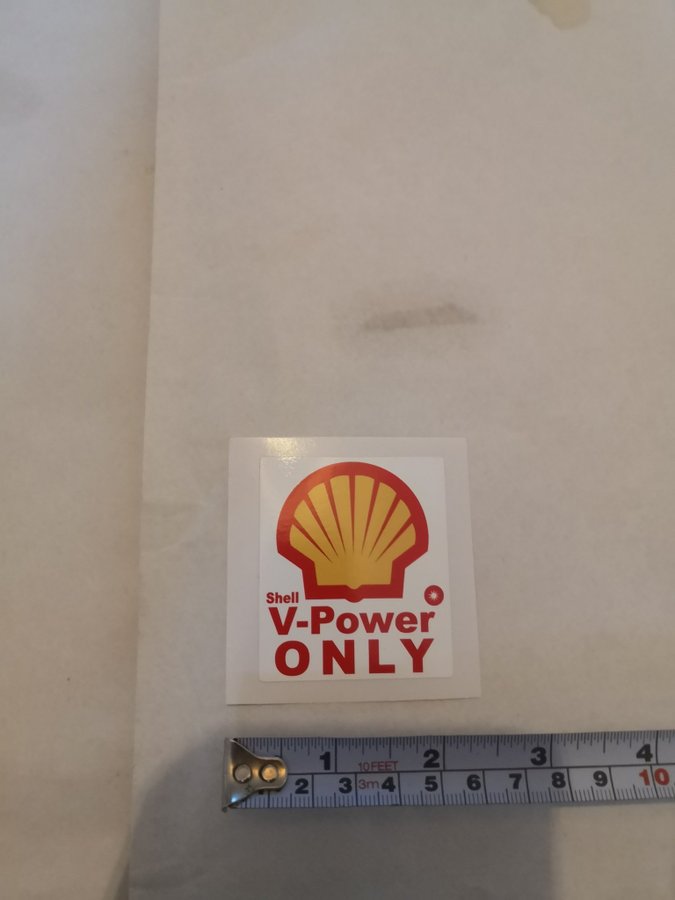 Shell
V-Power
ONLY
1 2 3 4
10FEET
2 3 3m 4 5 6 7 8 9 10